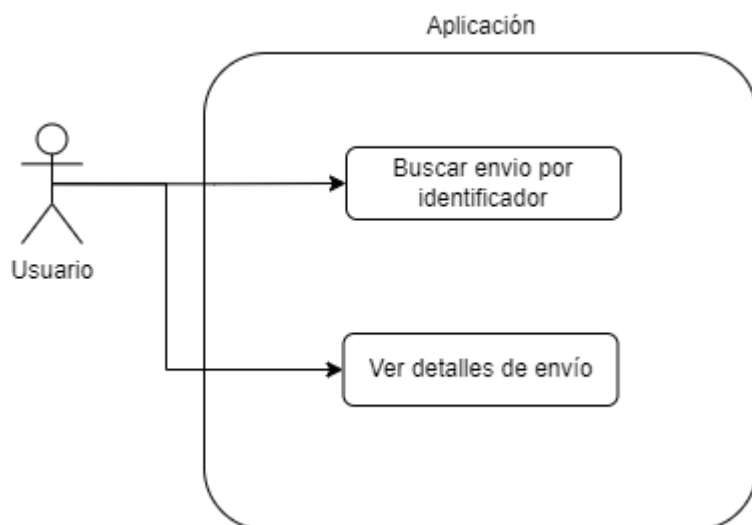 Aplicación
Buscar envio por
identificador
Usuario
Ver detalles de envío